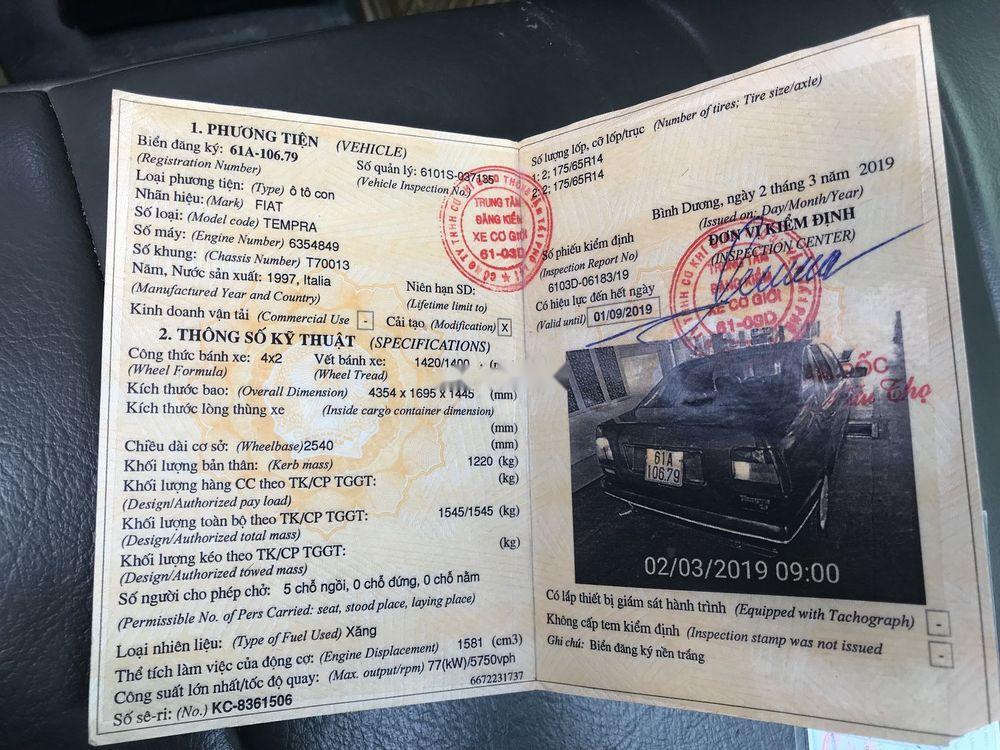 1. PHƯƠNG TIỆN (VEHICLE)
Biển đăng ký: 61A-106.79
(Registration Number)
Số quản lý: 6101S-037135
(Vehicle Inspection No.)
Loại phương tiện: (Type) ô tô con
Nhãn hiệu: (Mark) FIAT
Số loại: (Model code) TEMPRA
Số máy: (Engine Number) 6354849
Số khung: (Chassis Number) T70013
Năm, Nước sản xuất: 1997, Italia
(Manufactured Year and Country)
Niên hạn SD:
(Lifetime limit to)
Kinh doanh vận tải (Commercial Use - Cải tạo (Modification) X
2. THÔNG SỐ KỸ THUẬT (SPECIFICATIONS)
Công thức bánh xe: 4x2 Vết bánh xe: 1420/1400
(Wheel Formula) (Wheel Tread)
Kích thước bao: (Overall Dimension) 4354 x 1695 x 1445 (mm)
Kích thước lòng thùng xe (Inside cargo container dimension)
(mm)
Chiều dài cơ sở: (Wheelbase)2540 (mm)
Khối lượng bản thân: (Kerb mass) 1220 (kg)
Khối lượng hàng CC theo TK/CP TGGT: (kg)
(Design/Authorized pay load)
Khối lượng toàn bộ theo TK/CP TGGT: 1545/1545 (kg)
(Design/Authorized total mass)
Khối lượng kéo theo TK/CP TGGT: (kg)
(Design/Authorized towed mass)
Số người cho phép chở: 5 chỗ ngồi, 0 chỗ đứng, 0 chỗ nằm
(Permissible No. of Pers Carried: seat, stood place, laying place)
Loại nhiên liệu: (Type of Fuel Used) Xăng
Thể tích làm việc của động cơ: (Engine Displacement) 1581 (cm3)
Công suất lớn nhất/tốc độ quay: (Max. output/rpm) 77(kW)/5750vph
6672231737
Số sê-ri: (No.) KC-8361506
TRUNG TÂM
ĐĂNG KIỂM
XE CƠ GIỚI
61-03D
Số lượng lốp, cỡ lốp/trục (Number of tires; Tire size/axle)
1: 2; 175/65R14
2: 2; 175/65R14
Bình Dương, ngày 2 tháng 3 năm 2019
(Issued on: Day/Month/Year)
ĐƠN VỊ KIỂM ĐỊNH
(INSPECTION CENTER)
Số phiếu kiểm định
(Inspection Report No)
6103D-06183/19
Có hiệu lực đến hết ngày
(Valid until) 01/09/2019
TRUNG TÂM
ĐĂNG KIỂM
XE CƠ GIỚI
61-03D
61A
106.79
02/03/2019 09:00
Có lắp thiết bị giám sát hành trình (Equipped with Tachograph) -
Không cấp tem kiểm định (Inspection stamp was not issued -
Ghi chú: Biển đăng ký nền trắng